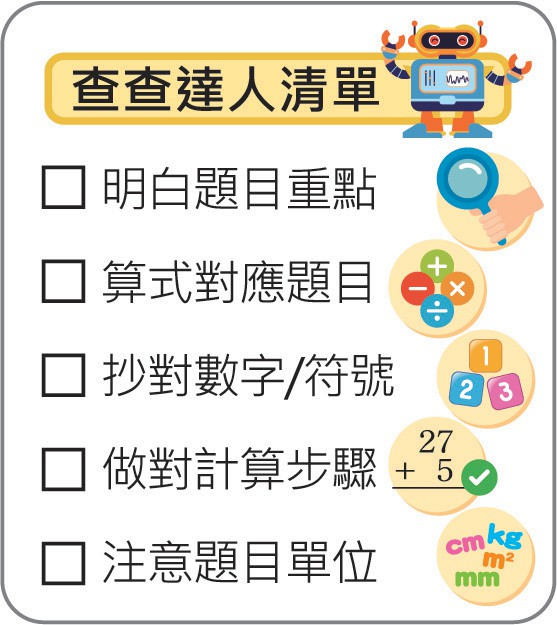 查查達人清單
明白題目重點
算式對應題目
抄對數字/符號
1
2 3
做對計算步驟
27
+ 5
注意題目單位
cm kg
m²
mm